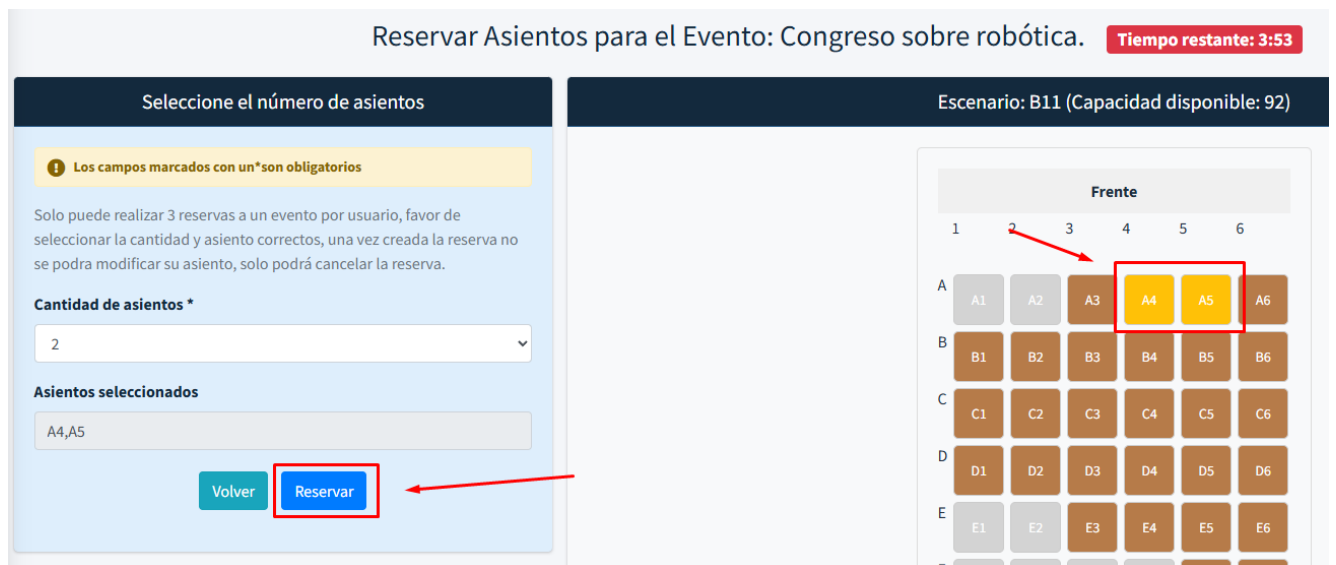 Reservar Asientos para el Evento: Congreso sobre robótica. Tiempo restante: 3:53
Seleccione el número de asientos
Los campos marcados con un*son obligatorios
Solo puede realizar 3 reservas a un evento por usuario, favor de
seleccionar la cantidad y asiento correctos, una vez creada la reserva no
se podra modificar su asiento, solo podrá cancelar la reserva.
Cantidad de asientos *
2
Asientos seleccionados
A4,A5
Volver Reservar
Escenario: B11 (Capacidad disponible: 92)
Frente
1 2 3 4 5 6
A A1 A2 A3 A4 A5 A6
B B1 B2 B3 B4 B5 B6
C C1 C2 C3 C4 C5 C6
D D1 D2 D3 D4 D5 D6
E E1 E2 E3 E4 E5 E6